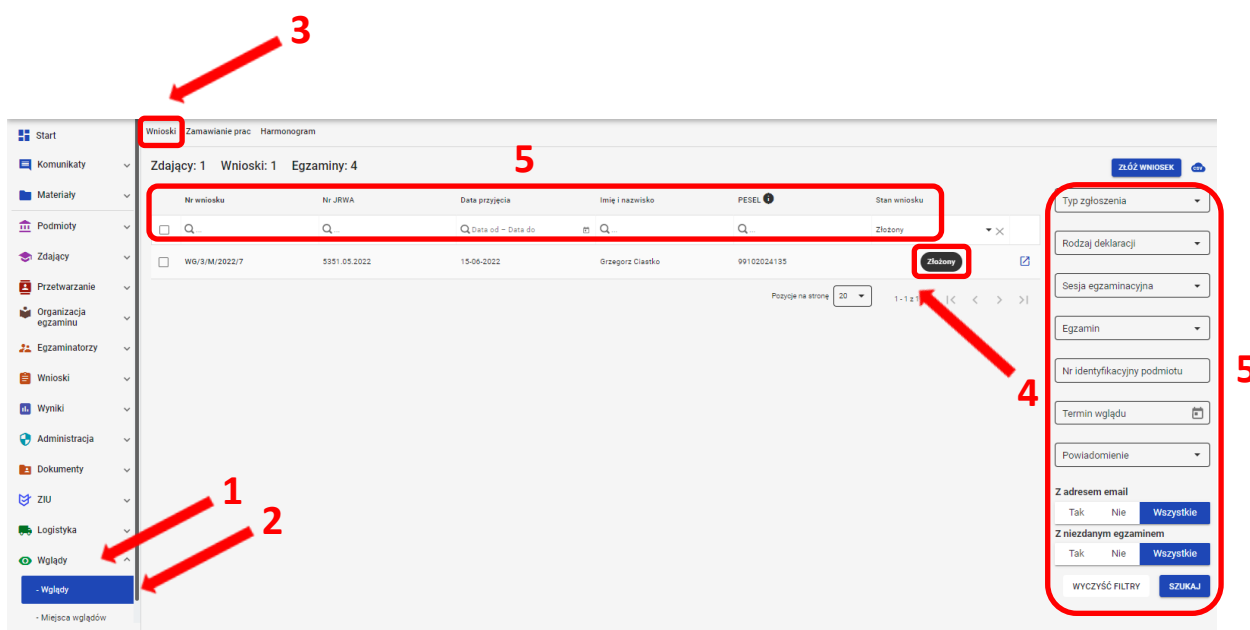 3
Start
Wnioski Zamawianie prac Harmonogram
Komunikaty
Zdający: 1 Wnioski: 1 Egzaminy: 4
5
ZŁÓŻ WNIOSEK
CSV
Materiały
Nr wniosku Nr JRWA Data przyjęcia Imię i nazwisko PESEL Stan wniosku
Typ zgłoszenia
Podmioty
... ... Data od – Data do ... ... Złożony
Rodzaj deklaracji
Zdający
WG/3/M/2022/7 5351.05.2022 15-06-2022 Grzegorz Ciastko 99102024135 Złożony
Przetwarzanie
Sesja egzaminacyjna
Pozycje na stronę 20 1 - 1 z 1
Organizacja
egzaminu
Egzamin
Egzaminatorzy
Wnioski
Nr identyfikacyjny podmiotu
5
4
Wyniki
Termin wglądu
Administracja
Powiadomienie
Dokumenty
Z adresem email
1
ZIU
Tak Nie Wszystkie
2
Logistyka
Z niezdanym egzaminem
Wglądy
Tak Nie Wszystkie
- Wglądy
WYCZYŚĆ FILTRY SZUKAJ
- Miejsca wglądów